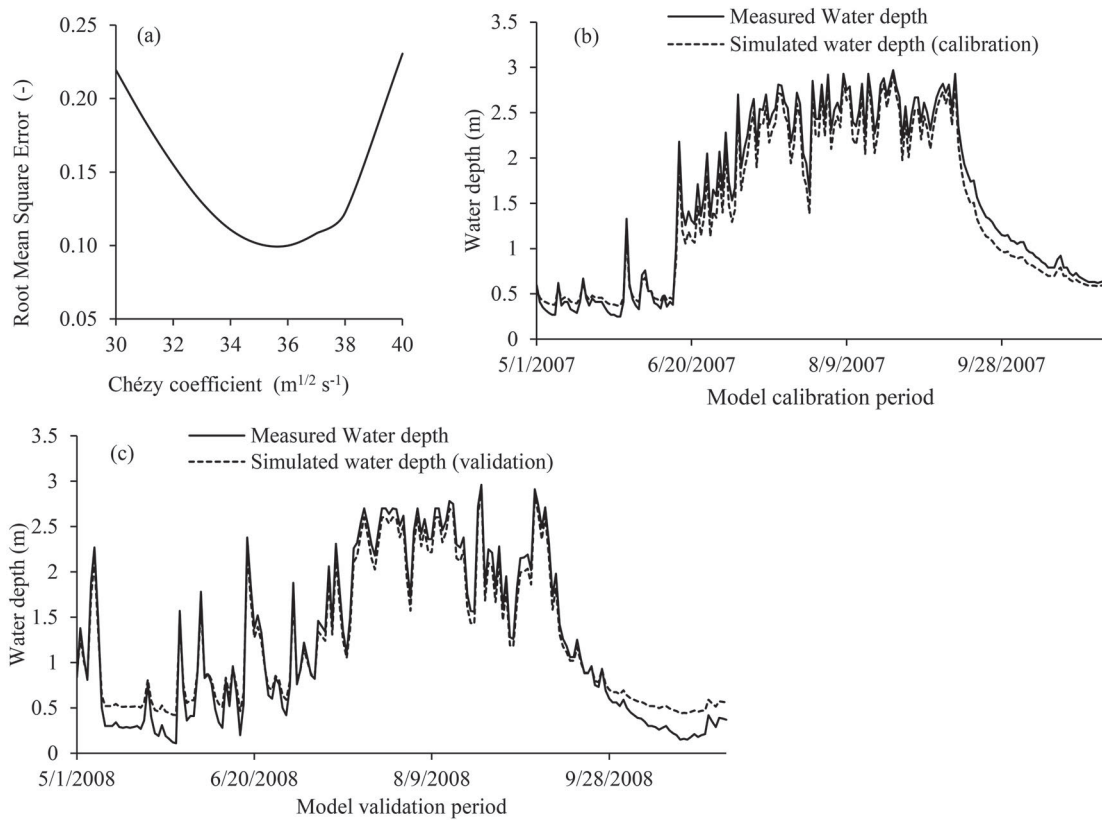 (a)
0.25
0.20
0.15
0.10
0.05
Root Mean Square Error (-)
30 32 34 36 38 40
Chézy coefficient (m1/2 s-1)
Measured Water depth
Simulated water depth (calibration)
(b)
3.5
3
2.5
2
1.5
1
0.5
0
Water depth (m)
5/1/2007 6/20/2007 8/9/2007 9/28/2007
Model calibration period
Measured Water depth
Simulated water depth (validation)
(c)
3.5
3
2.5
2
1.5
1
0.5
0
Water depth (m)
5/1/2008 6/20/2008 8/9/2008 9/28/2008
Model validation period